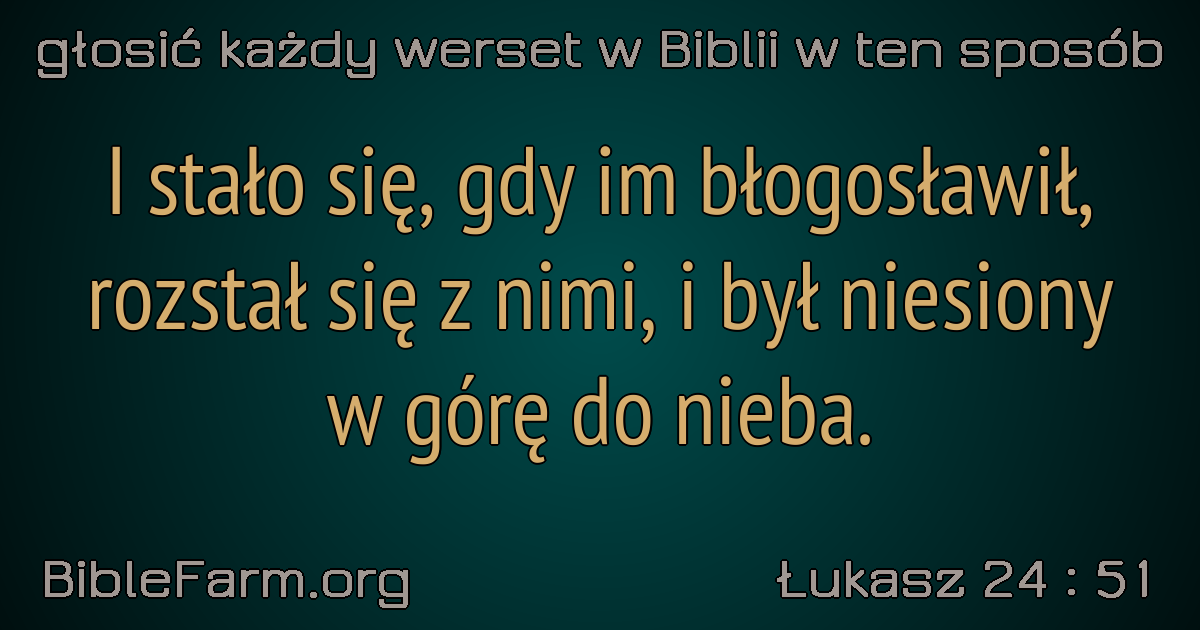 głosić każdy werset w Biblii w ten sposób
I stało się, gdy im błogosławił,
rozstał się z nimi, i był niesiony
w górę do nieba.
BibleFarm.org
Łukasz 24 : 51